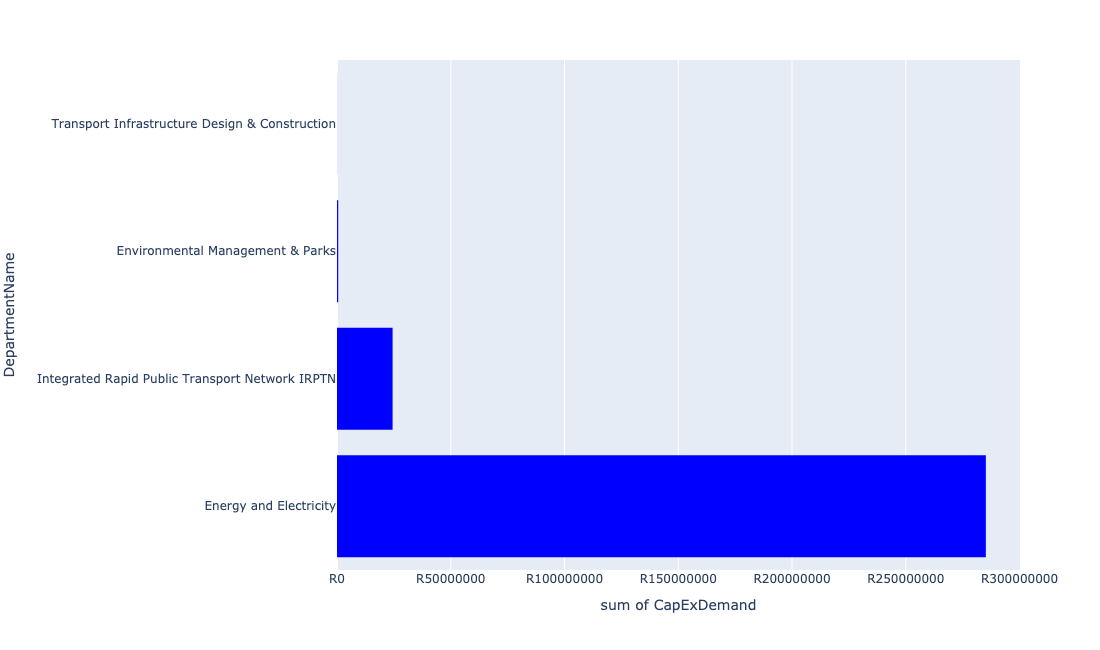 Transport Infrastructure Design & Construction
Environmental Management & Parks
Integrated Rapid Public Transport Network IRPTN
Energy and Electricity
DepartmentName
R0
R50000000
R100000000
R150000000
R200000000
R250000000
R300000000
sum of CapExDemand